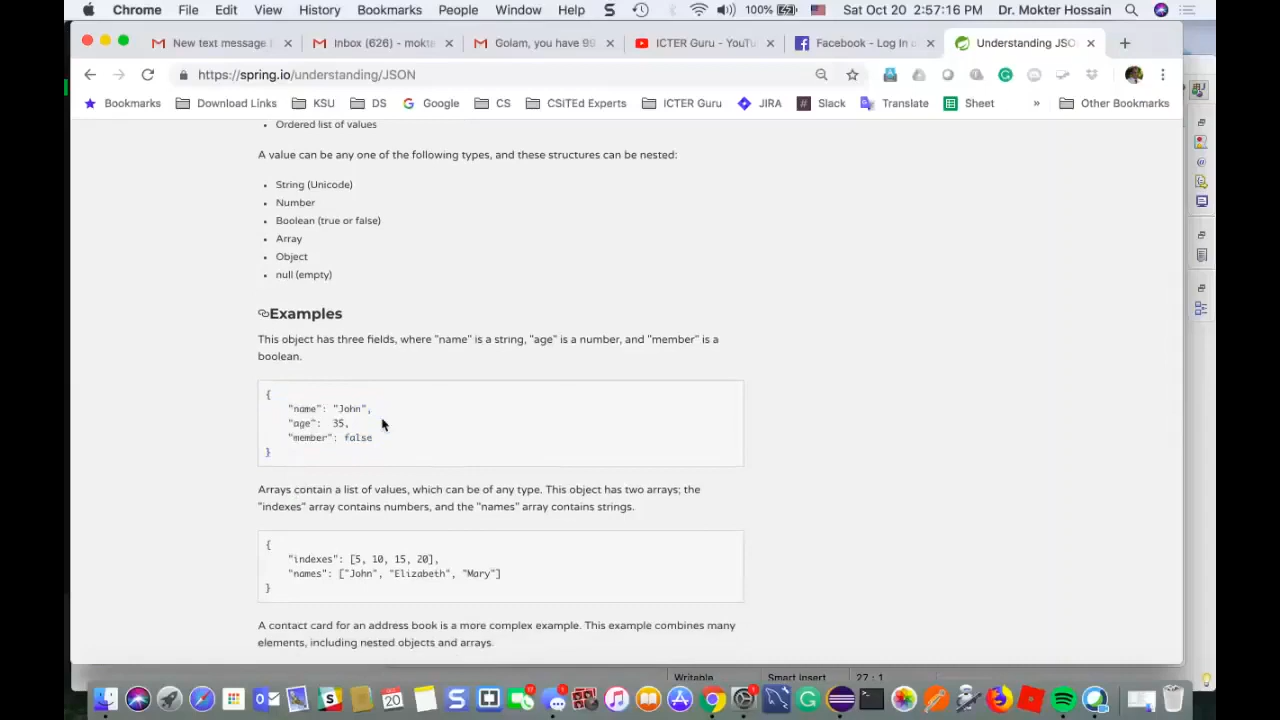 Chrome File Edit View History Bookmarks People Window Help 100% Sat Oct 20 2:57:16 PM Dr. Mokter Hossain
New text message Inbox (626) - mokte Golam, you have 99 ICTER Guru - YouTu Facebook - Log In o Understanding JSO
https://spring.io/understanding/JSON
Bookmarks Download Links KSU DS Google CS CSITEd Experts ICTER Guru JIRA Slack Translate Sheet » Other Bookmarks
• Ordered list of values
A value can be any one of the following types, and these structures can be nested:
• String (Unicode)
• Number
• Boolean (true or false)
• Array
• Object
• null (empty)
Examples
This object has three fields, where "name" is a string, "age" is a number, and "member" is a
boolean.
{
"name": "John",
"age": 35,
"member": false
}
Arrays contain a list of values, which can be of any type. This object has two arrays; the
"indexes" array contains numbers, and the "names" array contains strings.
{
"indexes": [5, 10, 15, 20],
"names": ["John", "Elizabeth", "Mary"]
}
A contact card for an address book is a more complex example. This example combines many
elements, including nested objects and arrays.
Writable Smart Insert 27 : 1